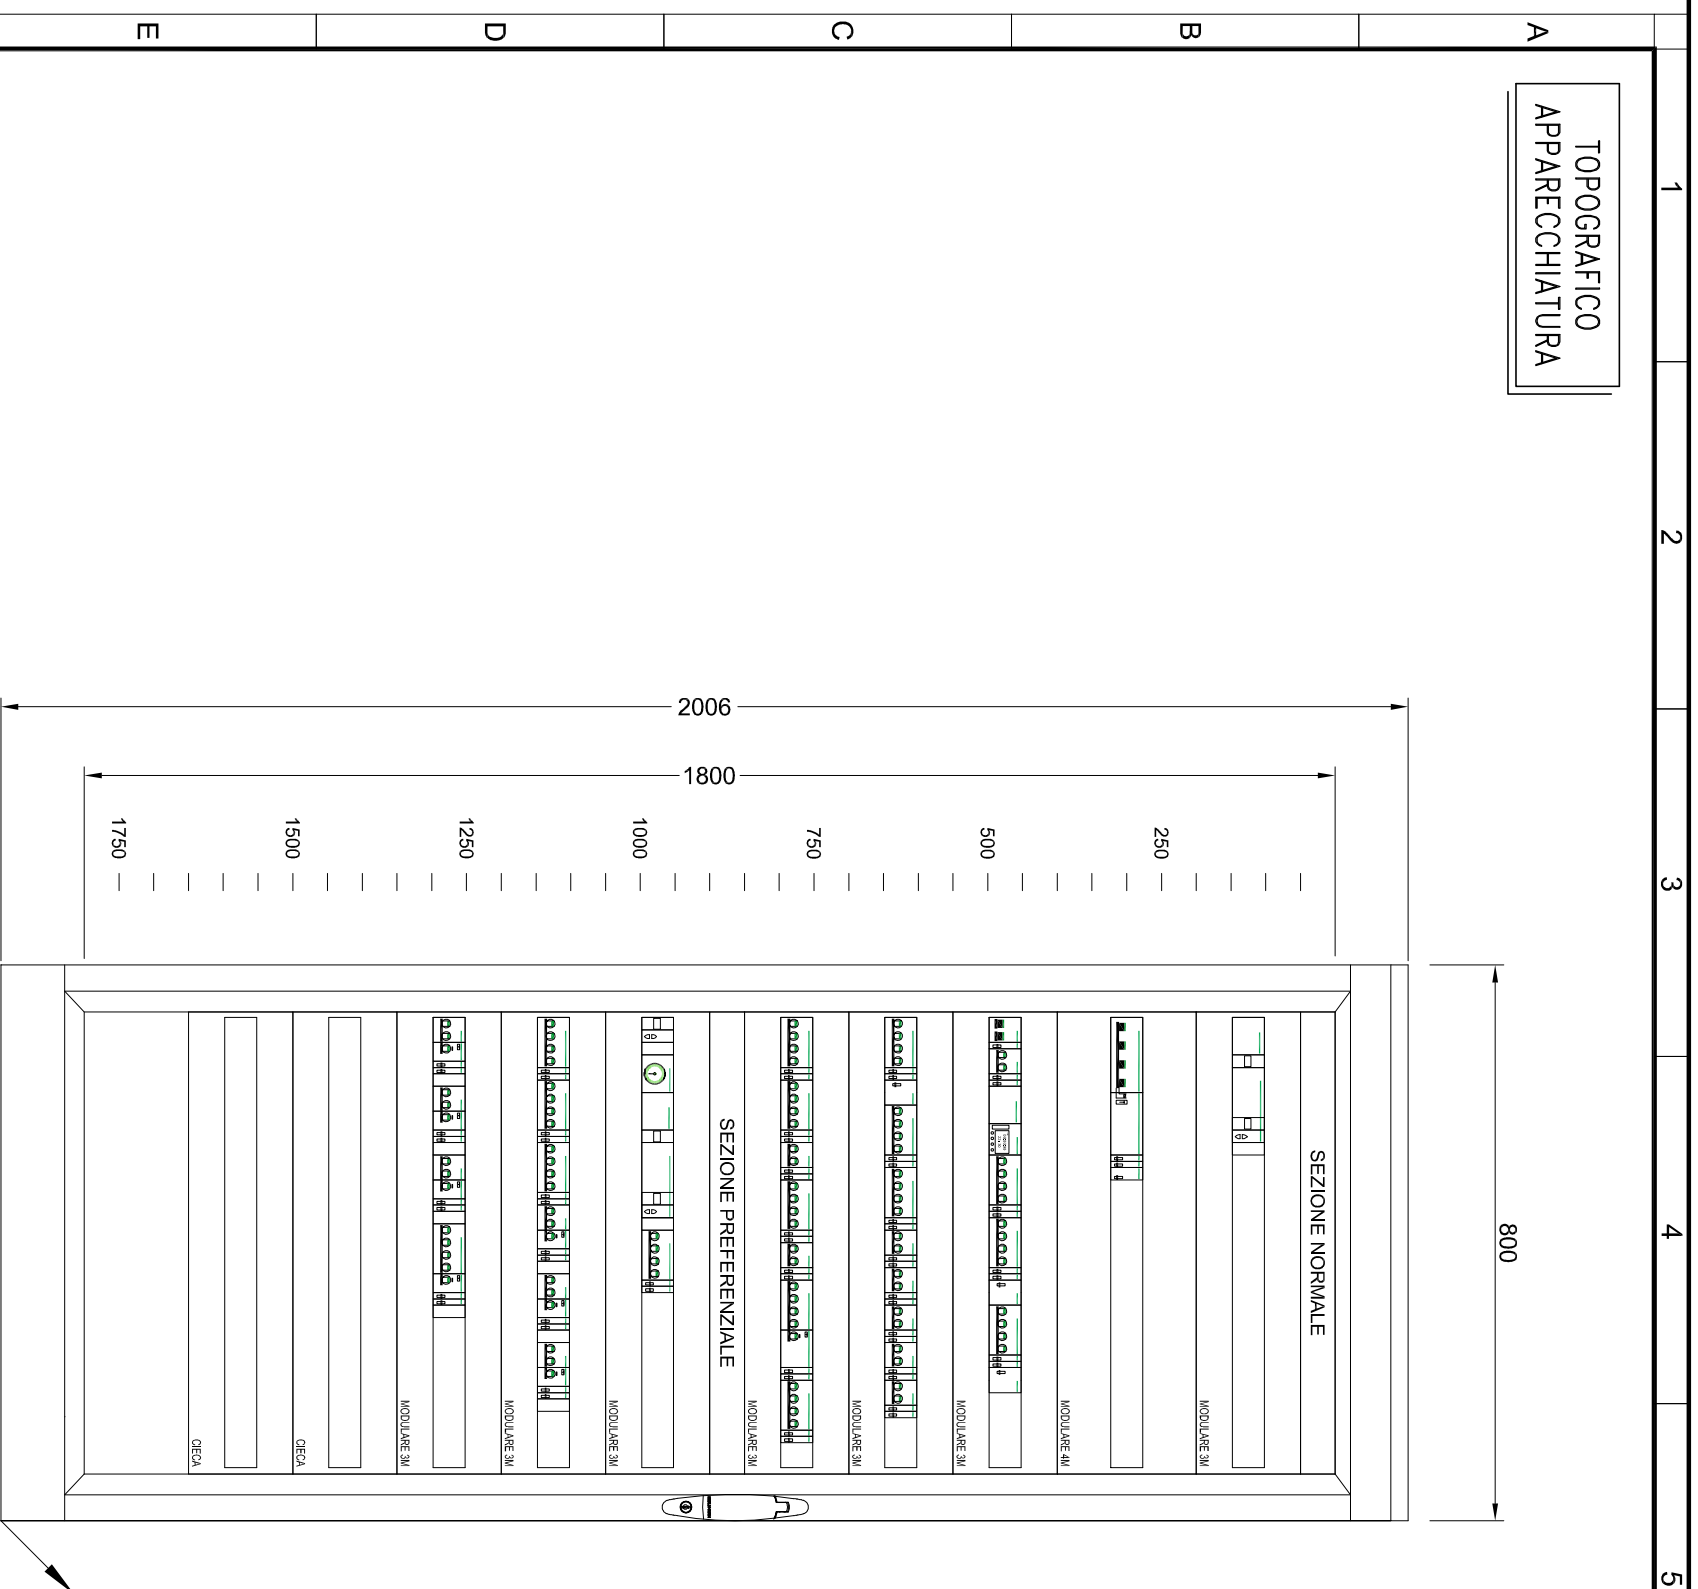 1
2
3
4
5
A
B
C
D
E
TOPOGRAFICO
APPARECCHIATURA
800
2006
1800
250
500
750
1000
1250
1500
1750
SEZIONE NORMALE
MODULARE 3M
MODULARE 4M
MODULARE 3M
MODULARE 3M
MODULARE 3M
SEZIONE PREFERENZIALE
MODULARE 3M
MODULARE 3M
MODULARE 3M
CIECA
CIECA